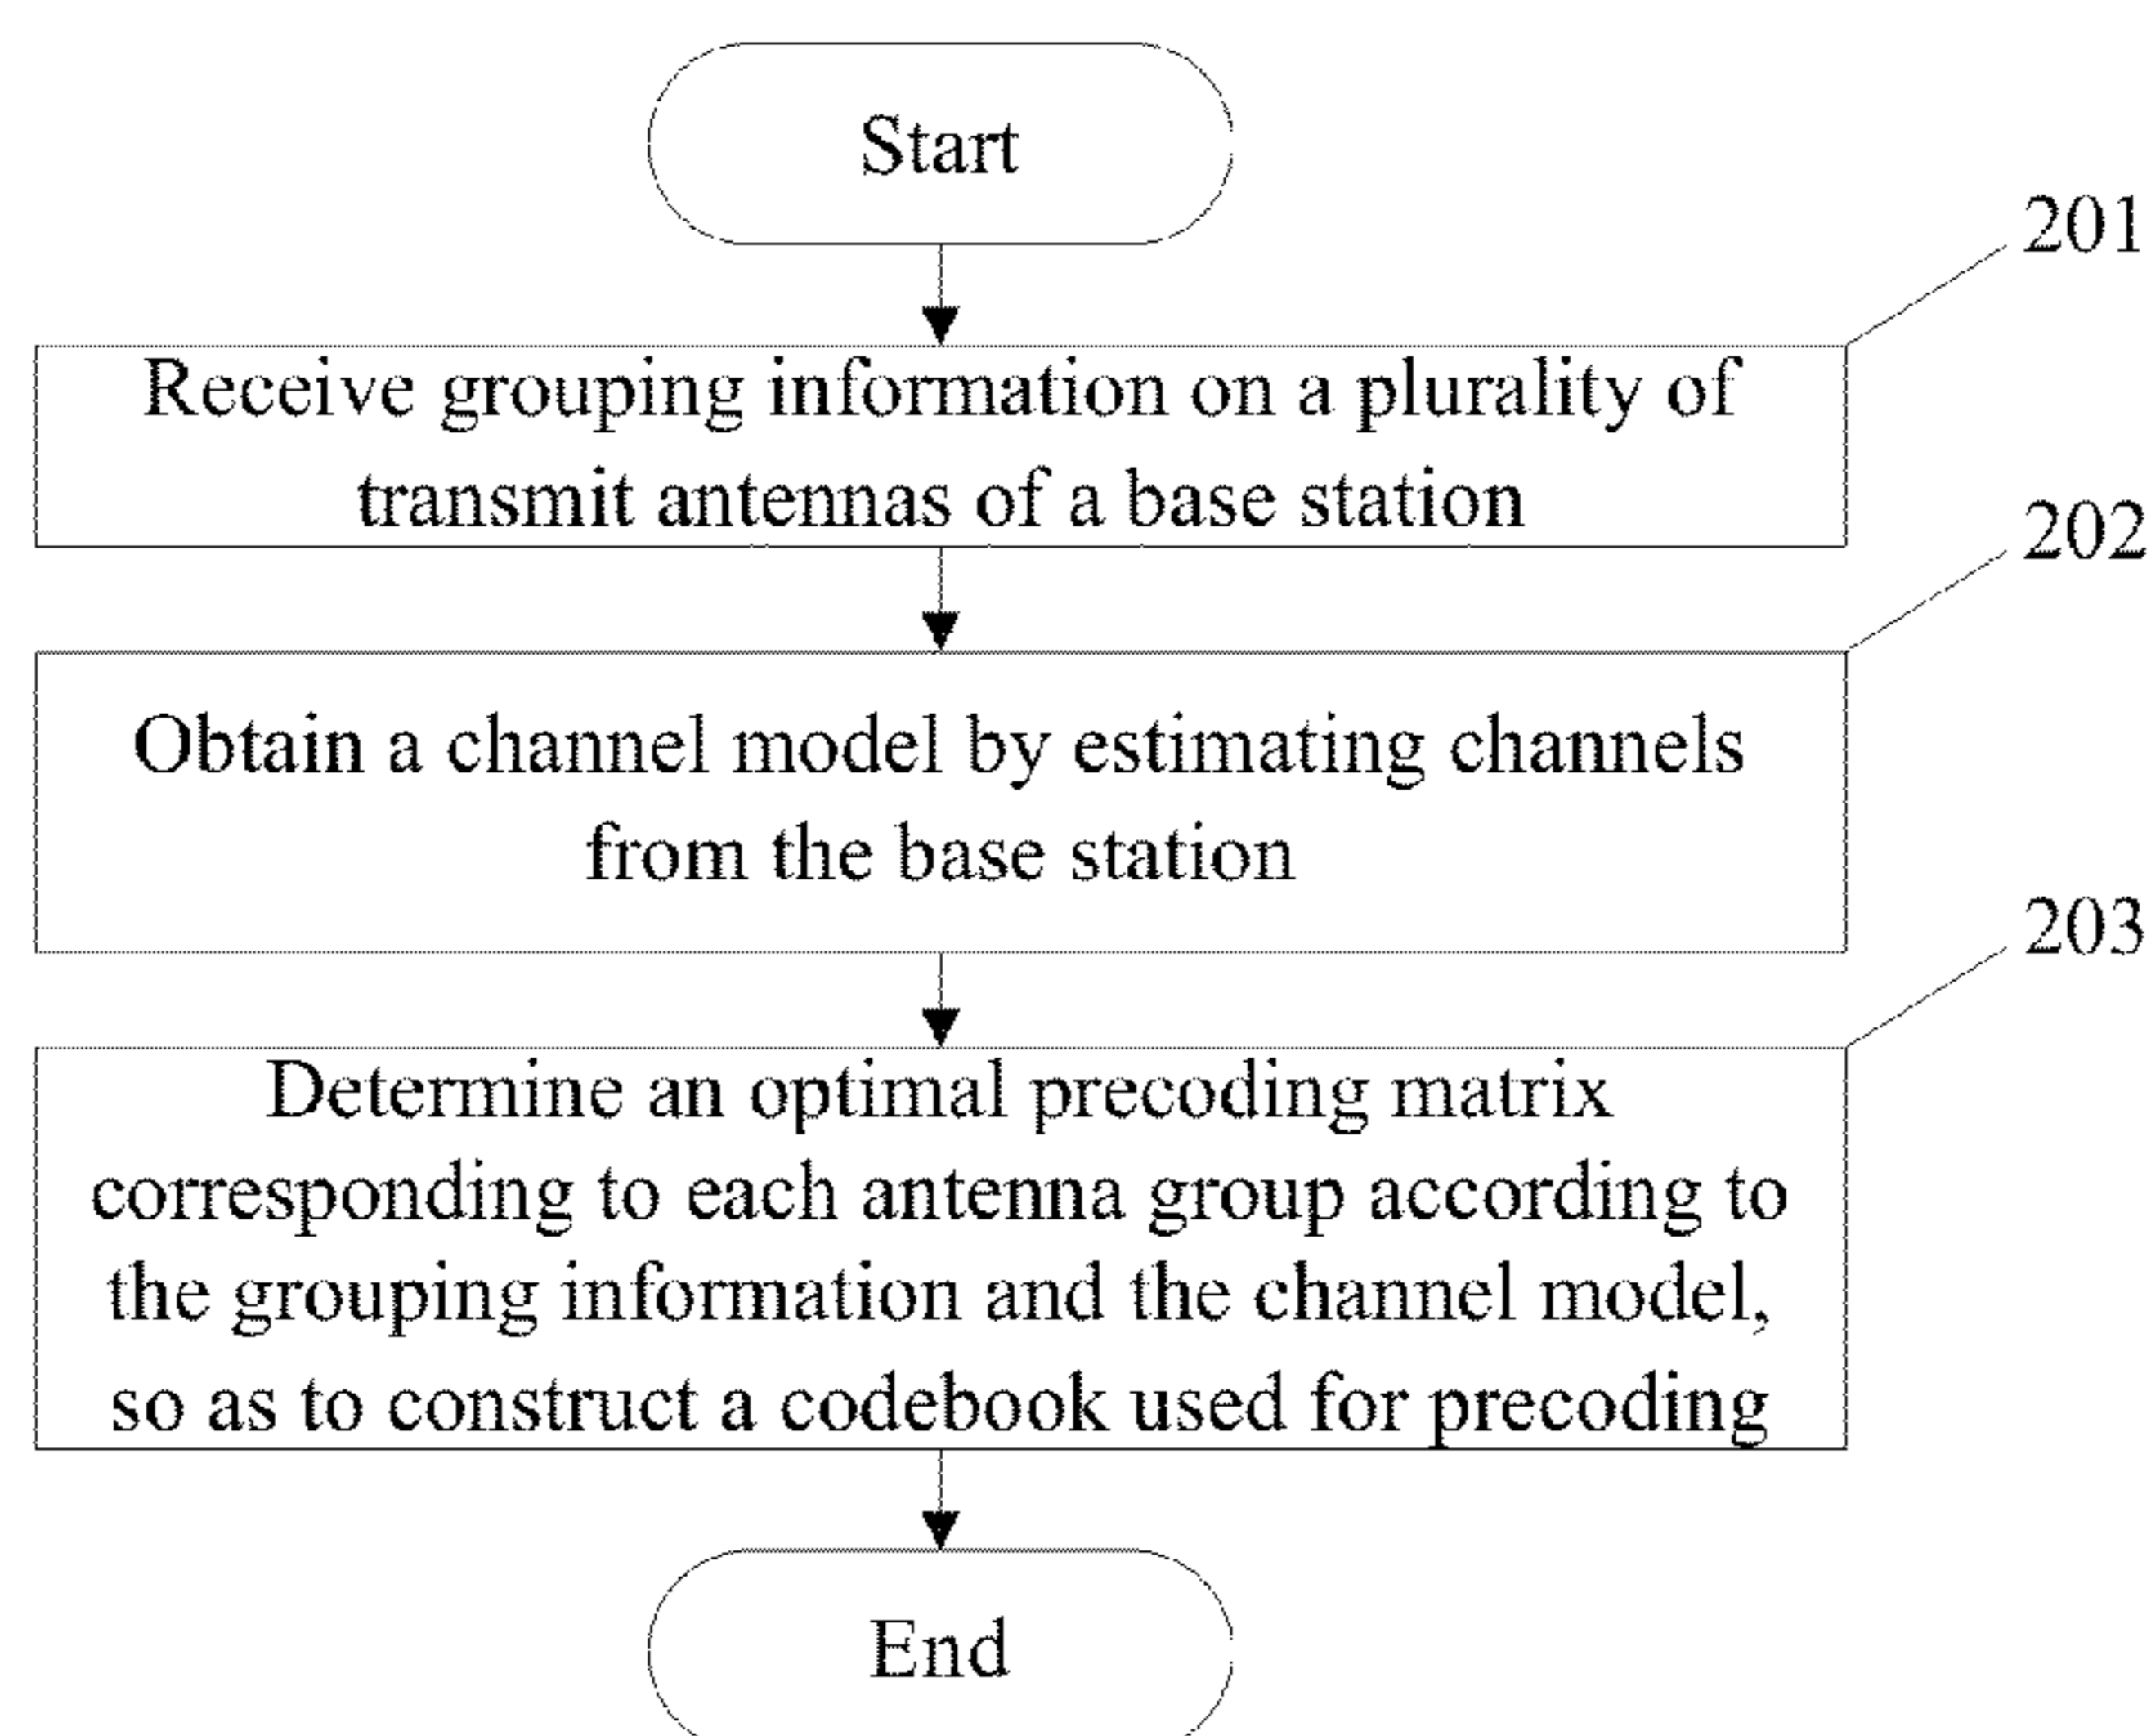 Start
201
Receive grouping information on a plurality of
transmit antennas of a base station
202
Obtain a channel model by estimating channels
from the base station
203
Determine an optimal precoding matrix
corresponding to each antenna group according to
the grouping information and the channel model,
so as to construct a codebook used for precoding
End